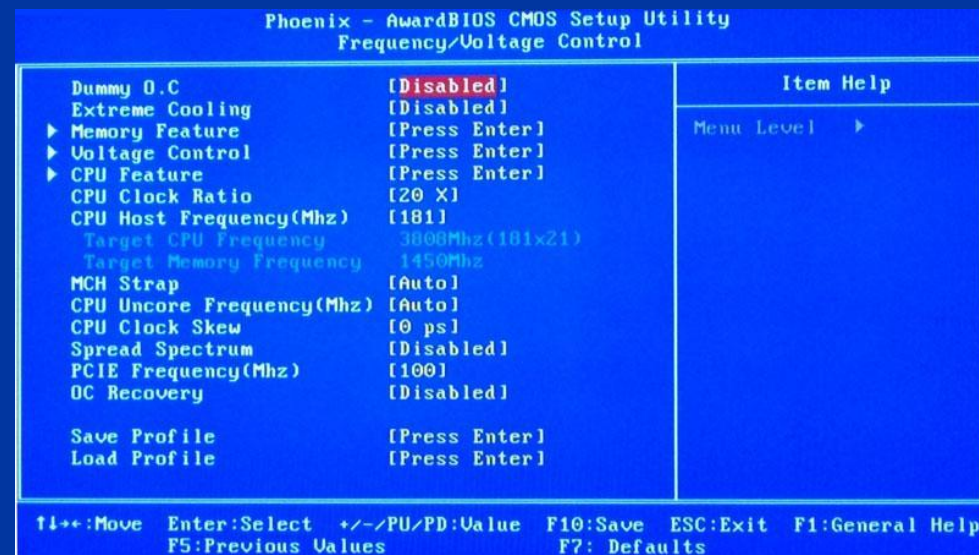 Phoenix - AwardBIOS CMOS Setup Utility
Frequency/Voltage Control
Dummy O.C [Disabled]
Extreme Cooling [Disabled]
▶ Memory Feature [Press Enter]
▶ Voltage Control [Press Enter]
▶ CPU Feature [Press Enter]
CPU Clock Ratio [20 X]
CPU Host Frequency(Mhz) [181]
Target CPU Frequency 3808Mhz(181x21)
Target Memory Frequency 1450Mhz
MCH Strap [Auto]
CPU Uncore Frequency(Mhz) [Auto]
CPU Clock Skew [0 ps]
Spread Spectrum [Disabled]
PCIE Frequency(Mhz) [100]
OC Recovery [Disabled]
Save Profile [Press Enter]
Load Profile [Press Enter]
Item Help
Menu Level ▶
↑↓→←:Move Enter:Select +/-/PU/PD:Value F10:Save ESC:Exit F1:General Help
F5:Previous Values F7: Defaults